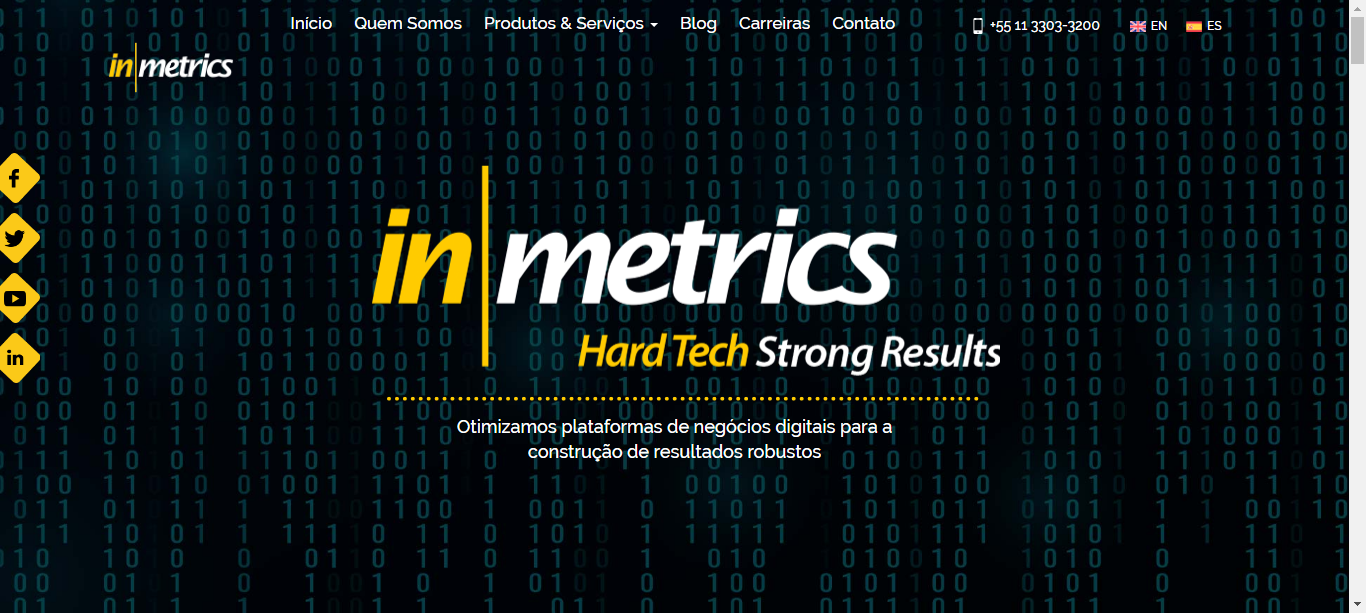 Início Quem Somos Produtos & Serviços Blog Carreiras Contato +55 11 3303-3200 EN ES
in metrics
in metrics
Hard Tech Strong Results
Otimizamos plataformas de negócios digitais para a
construção de resultados robustos